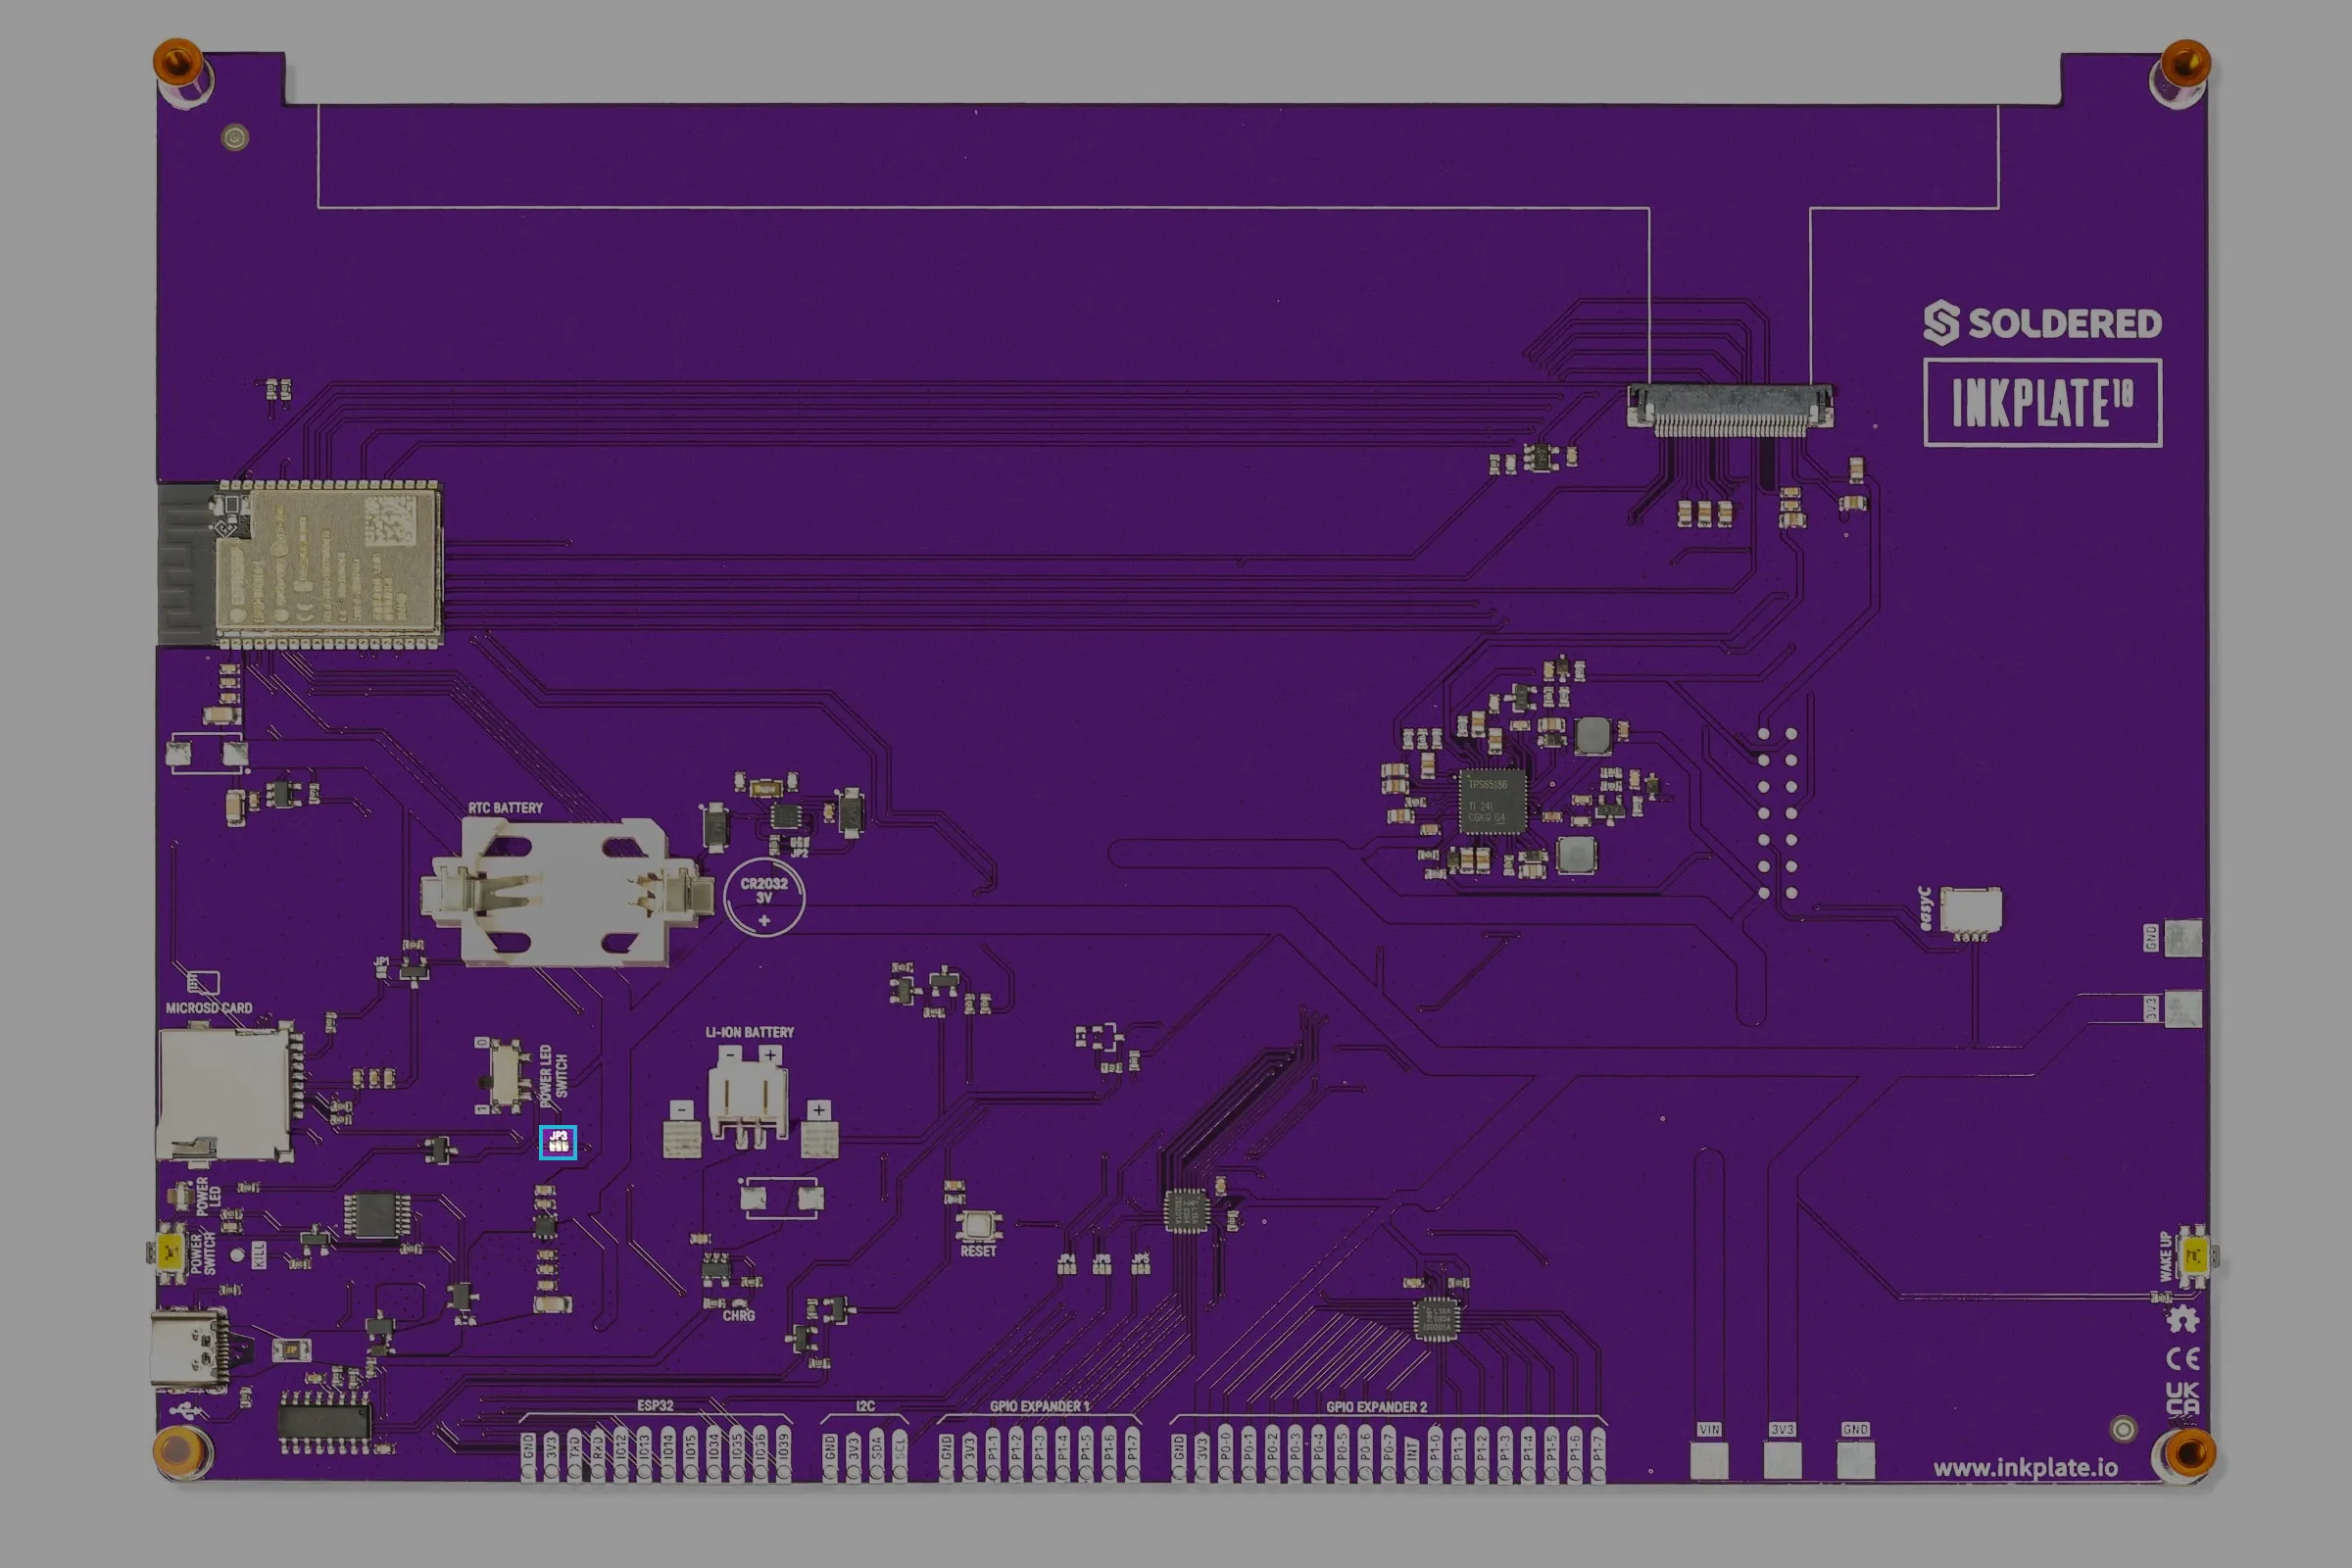 SOLDERED
INKPLATE10
TPS65186
TI 24I
CGKQ G4
RTC BATTERY
JP2
CR2032
3V
+
easyC
GND
3V3
JP1
MICROSD CARD
0
1
POWER LED
SWITCH
LI-ION BATTERY
- +
- +
JP3
POWER
LED
POWER
SWITCH
KILL
RESET
JP4
JP6
JP5
CHRG
WAKE UP
CE
UK
CA
ESP32
I2C
GPIO EXPANDER 1
GPIO EXPANDER 2
GND 3V3 TXD RXD IO12 IO13 IO14 IO15 IO34 IO35 IO36 IO39
GND 3V3 SDA SCL
GND 3V3 P1-1 P1-2 P1-3 P1-4 P1-5 P1-6 P1-7
GND 3V3 P0-0 P0-1 P0-2 P0-3 P0-4 P0-5 P0-6 P0-7 INT P1-0 P1-1 P1-2 P1-3 P1-4 P1-5 P1-6 P1-7
VIN
3V3
GND
www.inkplate.io